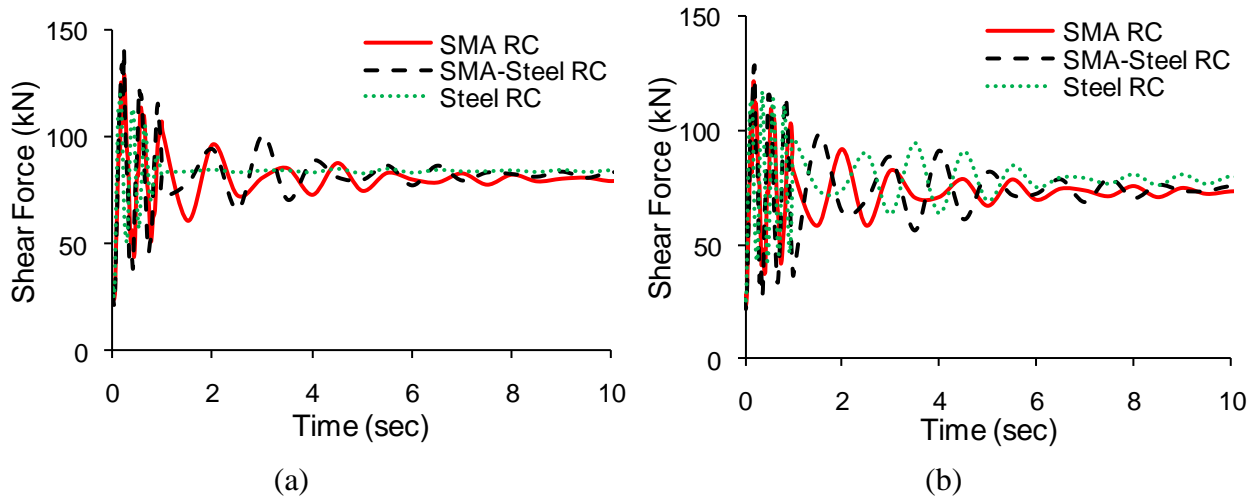 150
100
50
0
Shear Force (kN)
SMA RC
SMA-Steel RC
Steel RC
0 2 4 6 8 10
Time (sec)
(a)
150
100
50
0
Shear Force (kN)
SMA RC
SMA-Steel RC
Steel RC
0 2 4 6 8 10
Time (sec)
(b)